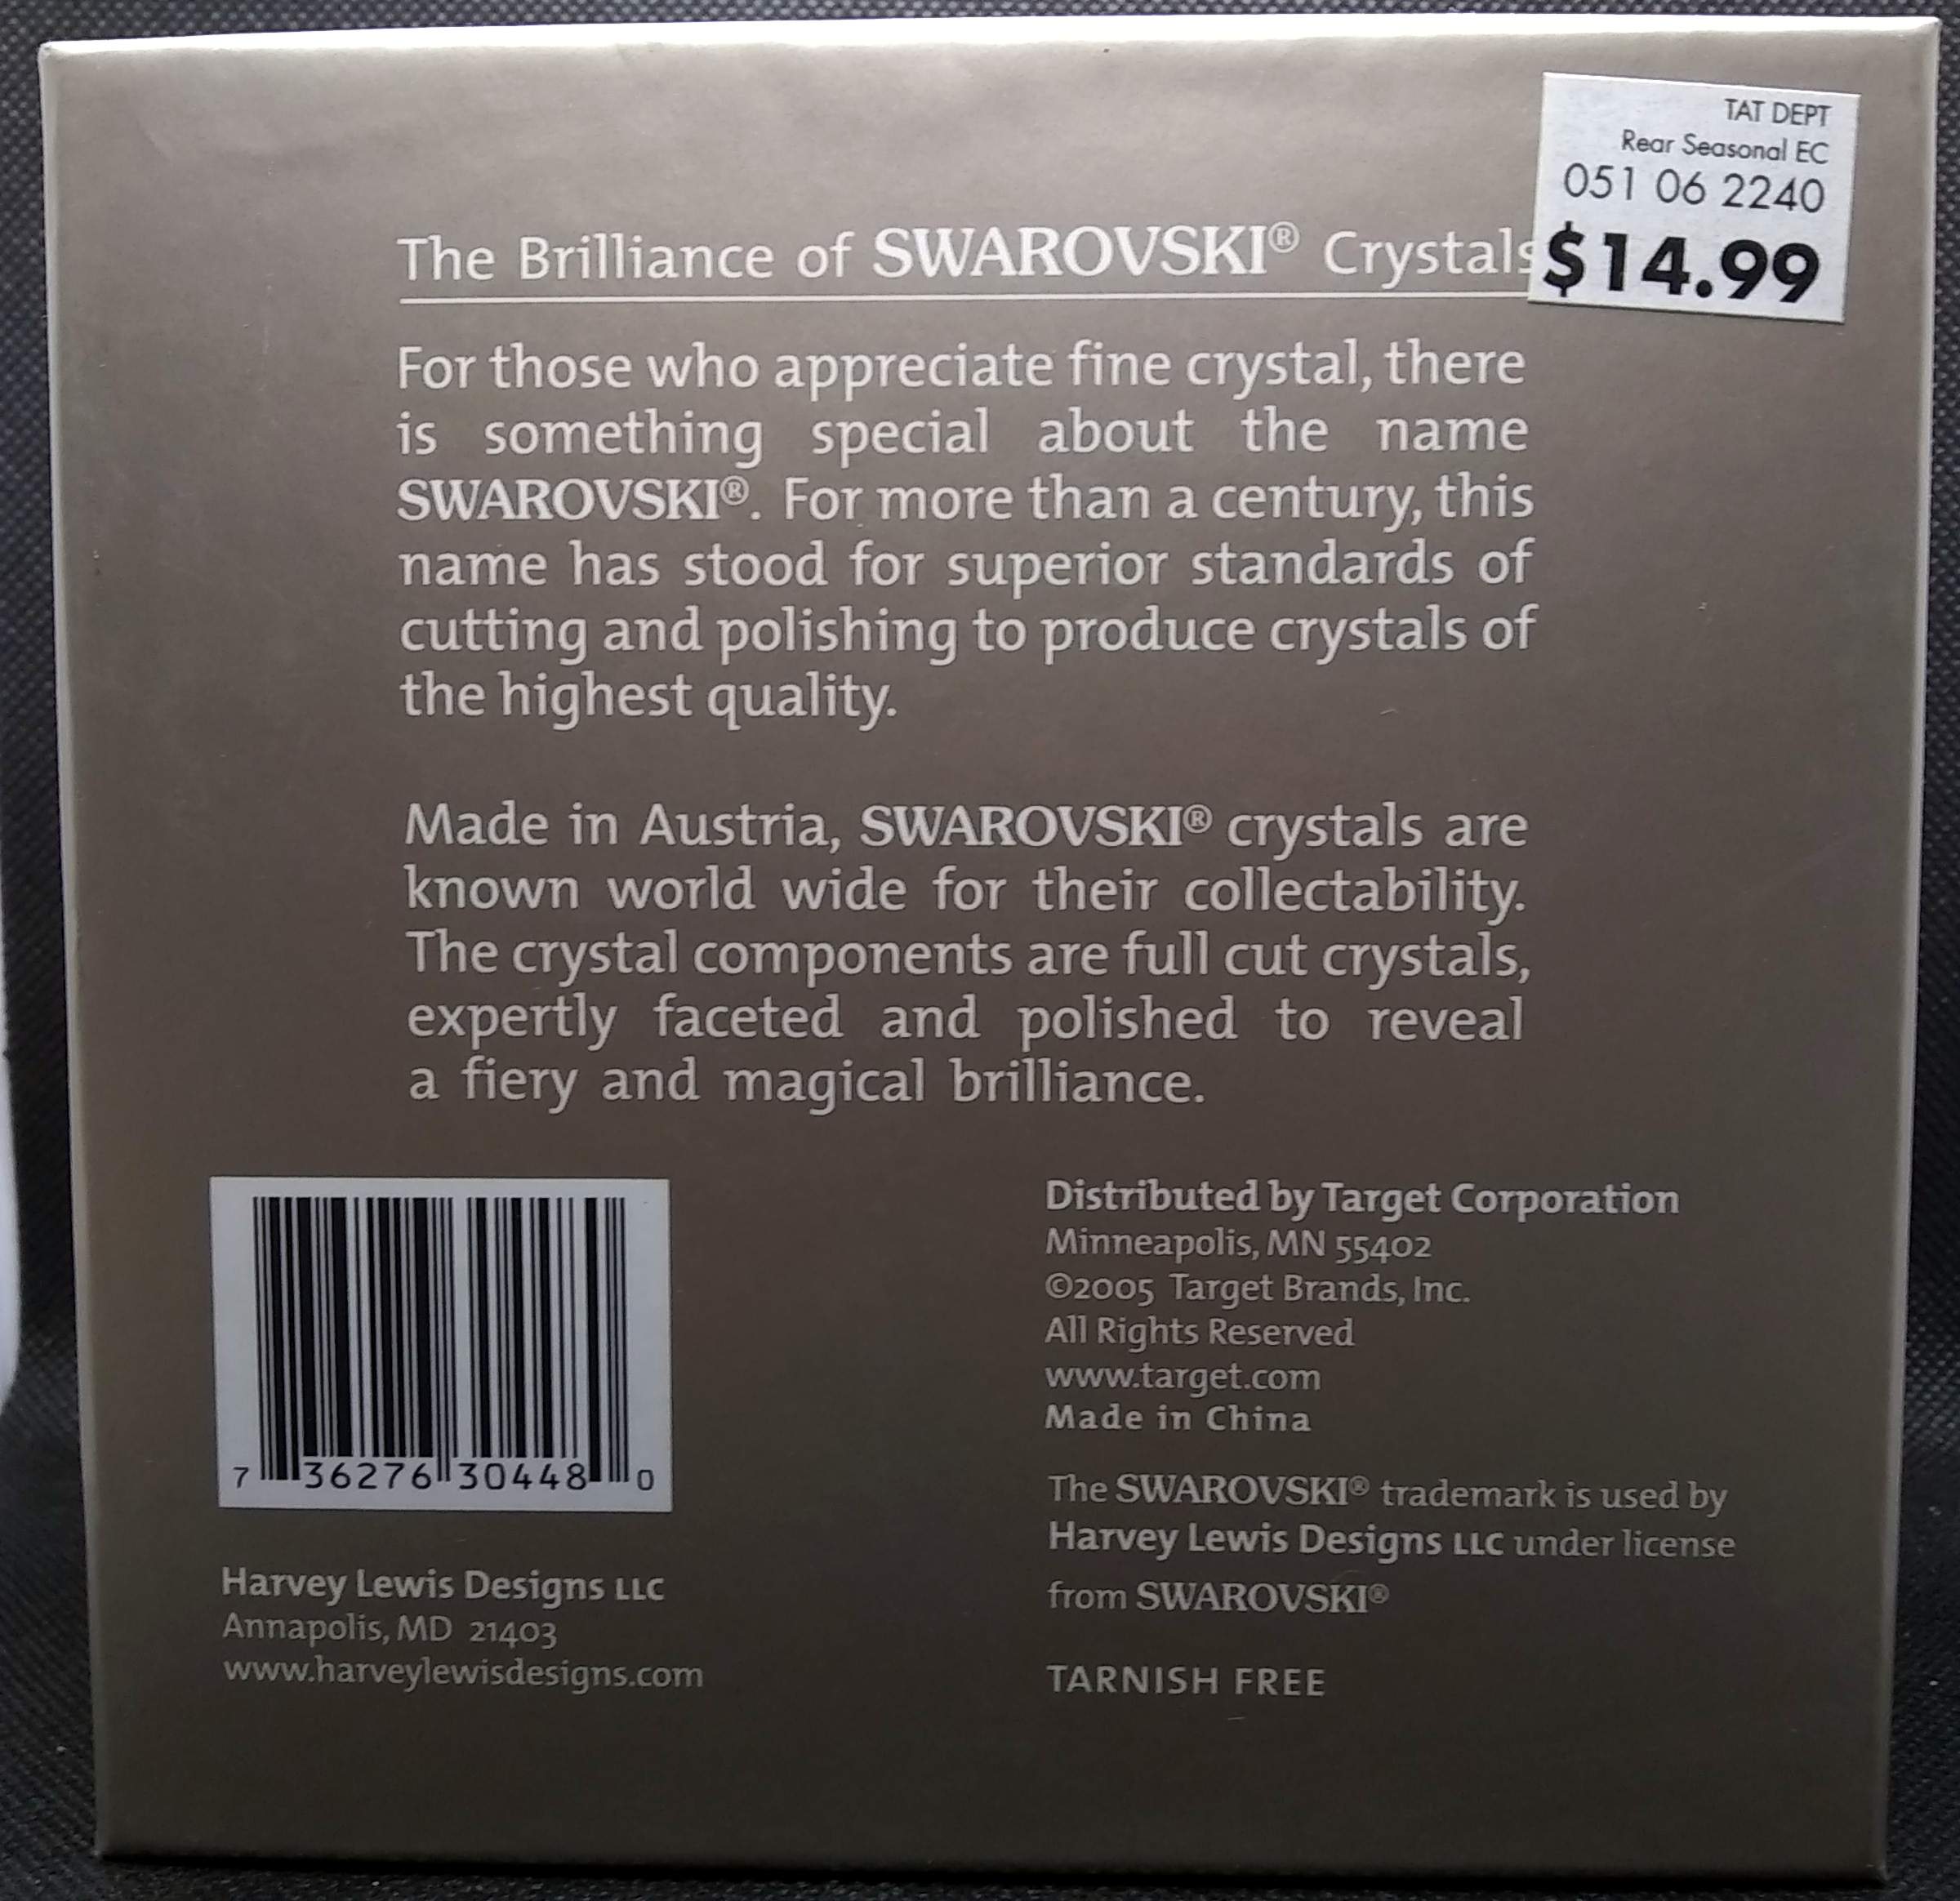 TAT DEPT
Rear Seasonal EC
051 06 2240
$14.99
The Brilliance of SWAROVSKI® Crystals
For those who appreciate fine crystal, there
is something special about the name
SWAROVSKI®. For more than a century, this
name has stood for superior standards of
cutting and polishing to produce crystals of
the highest quality.
Made in Austria, SWAROVSKI® crystals are
known world wide for their collectability.
The crystal components are full cut crystals,
expertly faceted and polished to reveal
a fiery and magical brilliance.
7 36276 30448 0
Harvey Lewis Designs LLC
Annapolis, MD 21403
www.harveylewisdesigns.com
Distributed by Target Corporation
Minneapolis, MN 55402
©2005 Target Brands, Inc.
All Rights Reserved
www.target.com
Made in China
The SWAROVSKI® trademark is used by
Harvey Lewis Designs LLC under license
from SWAROVSKI®
TARNISH FREE